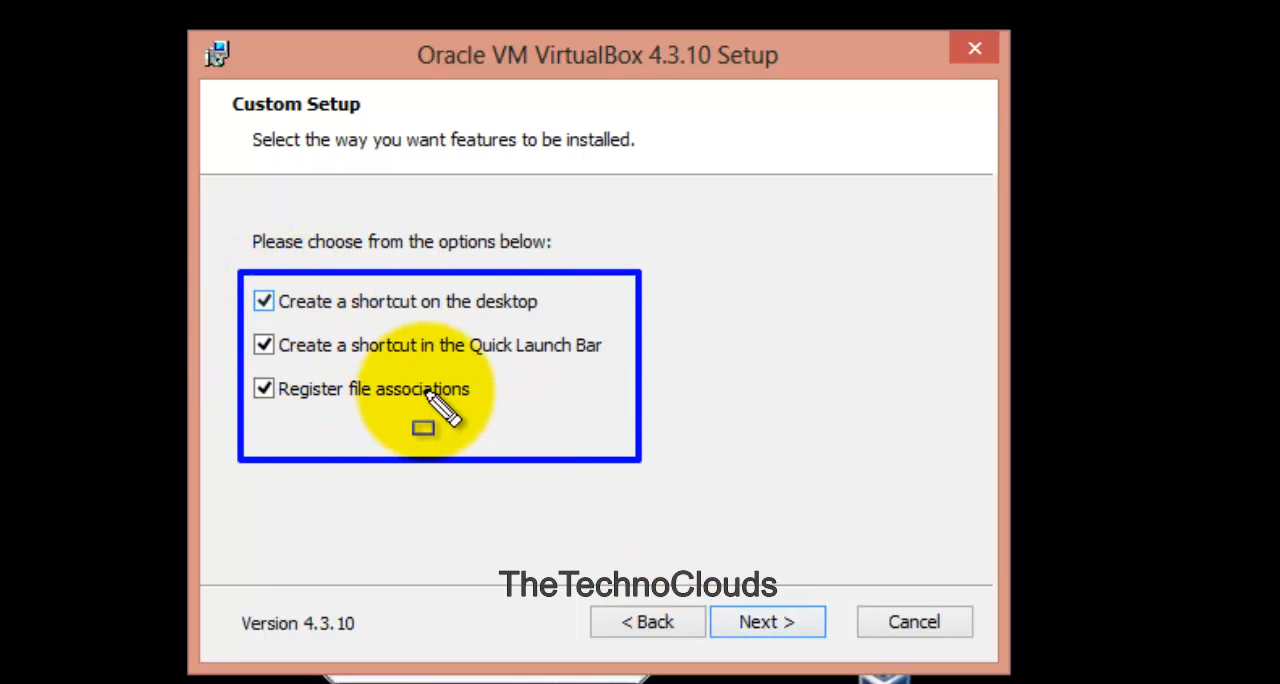 Oracle VM VirtualBox 4.3.10 Setup
Custom Setup
Select the way you want features to be installed.
Please choose from the options below:
Create a shortcut on the desktop
Create a shortcut in the Quick Launch Bar
Register file associations
TheTechnoClouds
Version 4.3.10
< Back
Next >
Cancel